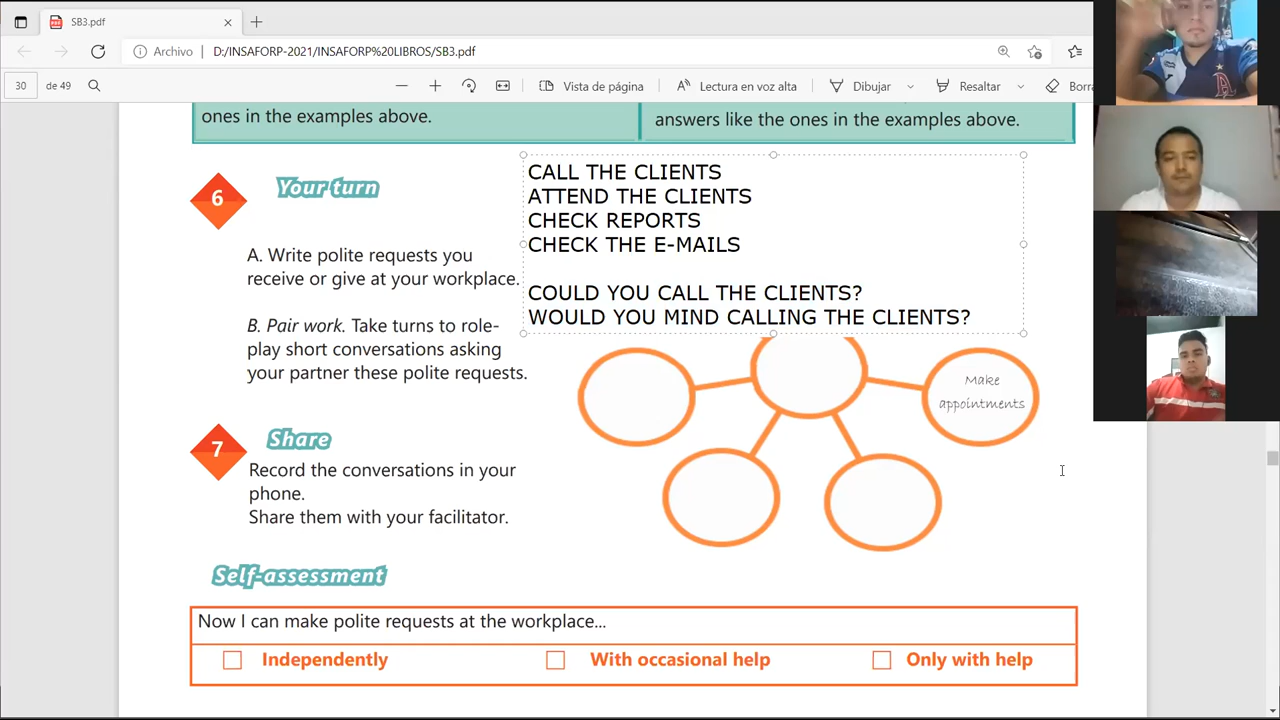 SB3.pdf
Archivo
D:/INSAFORP-2021/INSAFORP%20LIBROS/SB3.pdf
30
de 49
Vista de página
Lectura en voz alta
Dibujar
Resaltar
Borra
ones in the examples above.
answers like the ones in the examples above.
6
Your turn
A. Write polite requests you
receive or give at your workplace.
B. Pair work. Take turns to role-
play short conversations asking
your partner these polite requests.
CALL THE CLIENTS
ATTEND THE CLIENTS
CHECK REPORTS
CHECK THE E-MAILS
COULD YOU CALL THE CLIENTS?
WOULD YOU MIND CALLING THE CLIENTS?
Make
appointments
7
Share
Record the conversations in your
phone.
Share them with your facilitator.
Self-assessment
Now I can make polite requests at the workplace...
Independently
With occasional help
Only with help